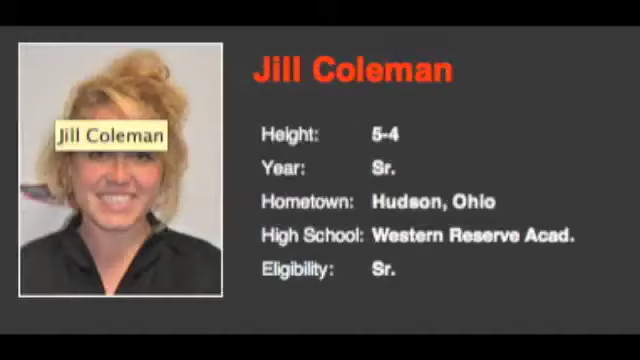 Jill Coleman
Jill Coleman
Height: 5-4
Year: Sr.
Hometown: Hudson, Ohio
High School: Western Reserve Acad.
Eligibility: Sr.